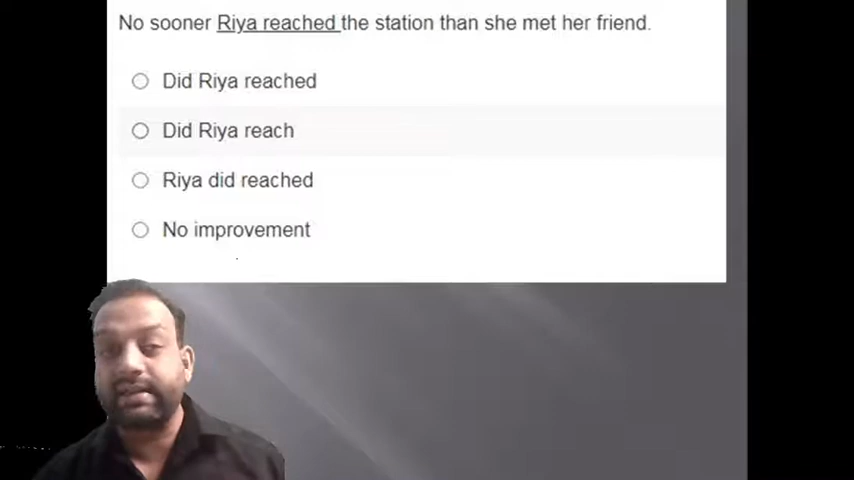 No sooner Riya reached the station than she met her friend.
Did Riya reached
Did Riya reach
Riya did reached
No improvement